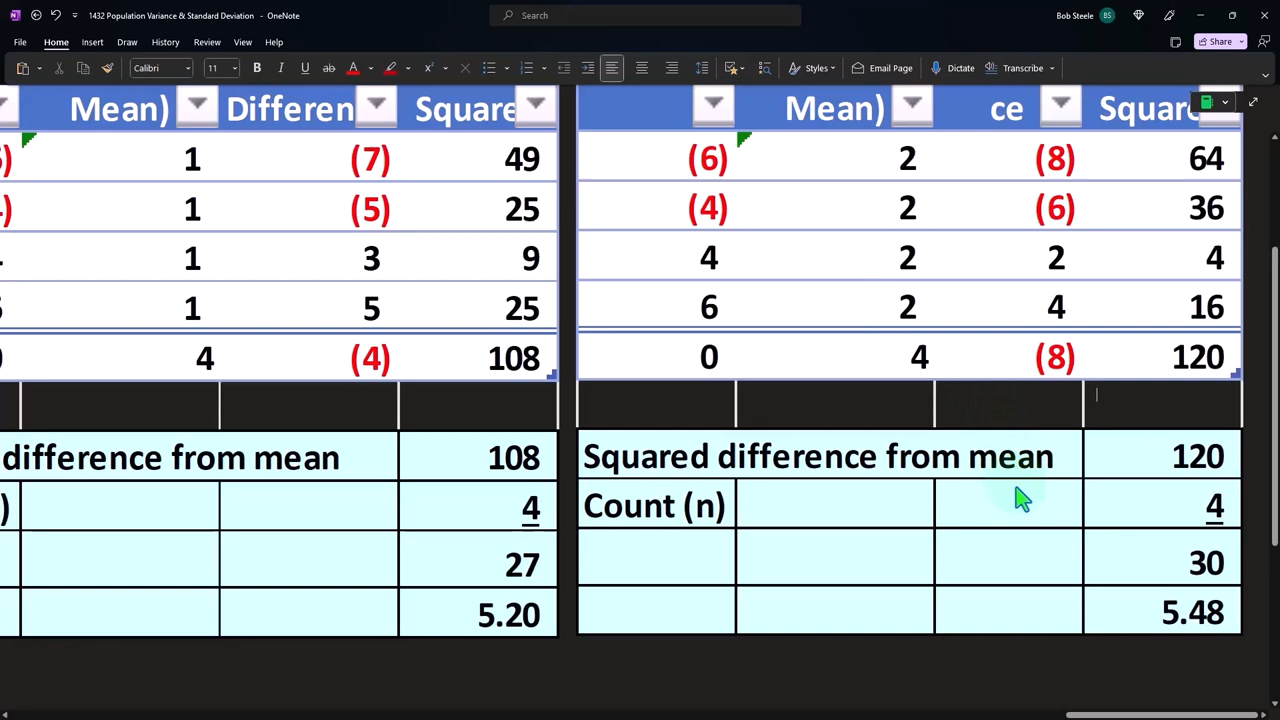 1432 Population Variance & Standard Deviation - OneNote
Search
Bob Steele BS
File Home Insert Draw History Review View Help
Share
Calibri 11 B I U ab A Styles Email Page Dictate Transcribe
Mean) Differen Square
) 1 (7) 49
) 1 (5) 25
1 3 9
1 5 25
4 (4) 108
difference from mean 108
) 4
27
5.20
Mean) ce Square
(6) 2 (8) 64
(4) 2 (6) 36
4 2 2 4
6 2 4 16
0 4 (8) 120
Squared difference from mean 120
Count (n) 4
30
5.48